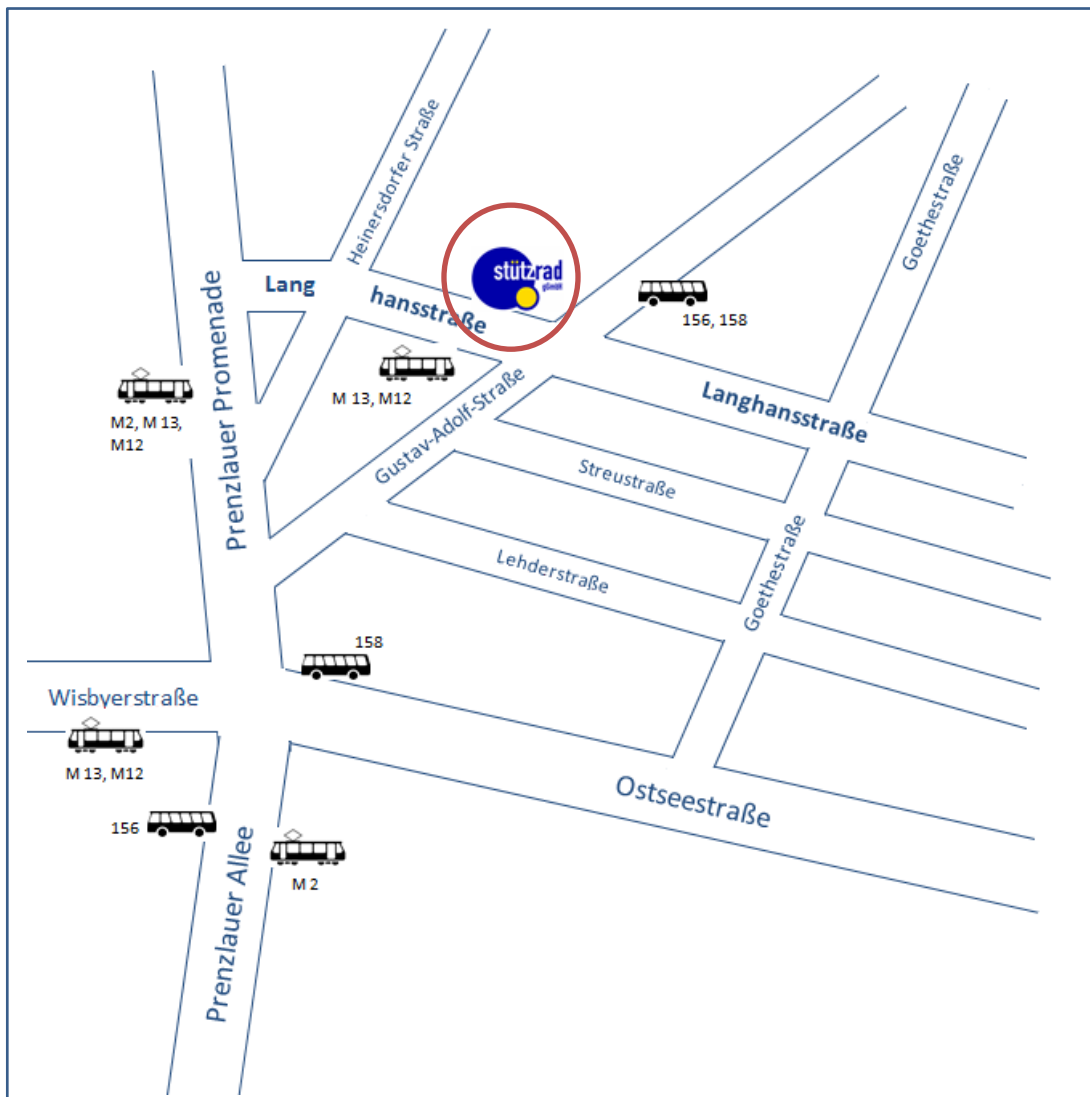 Heinersdorfer Straße
Goethestraße
stützrad
gGmbH
Lang
hansstraße
156, 158
Prenzlauer Promenade
M 13, M12
M2, M 13,
M12
Gustav-Adolf-Straße
Langhansstraße
Streustraße
Lehderstraße
Goethestraße
158
Wisbyerstraße
M 13, M12
Ostseestraße
156
Prenzlauer Allee
M 2